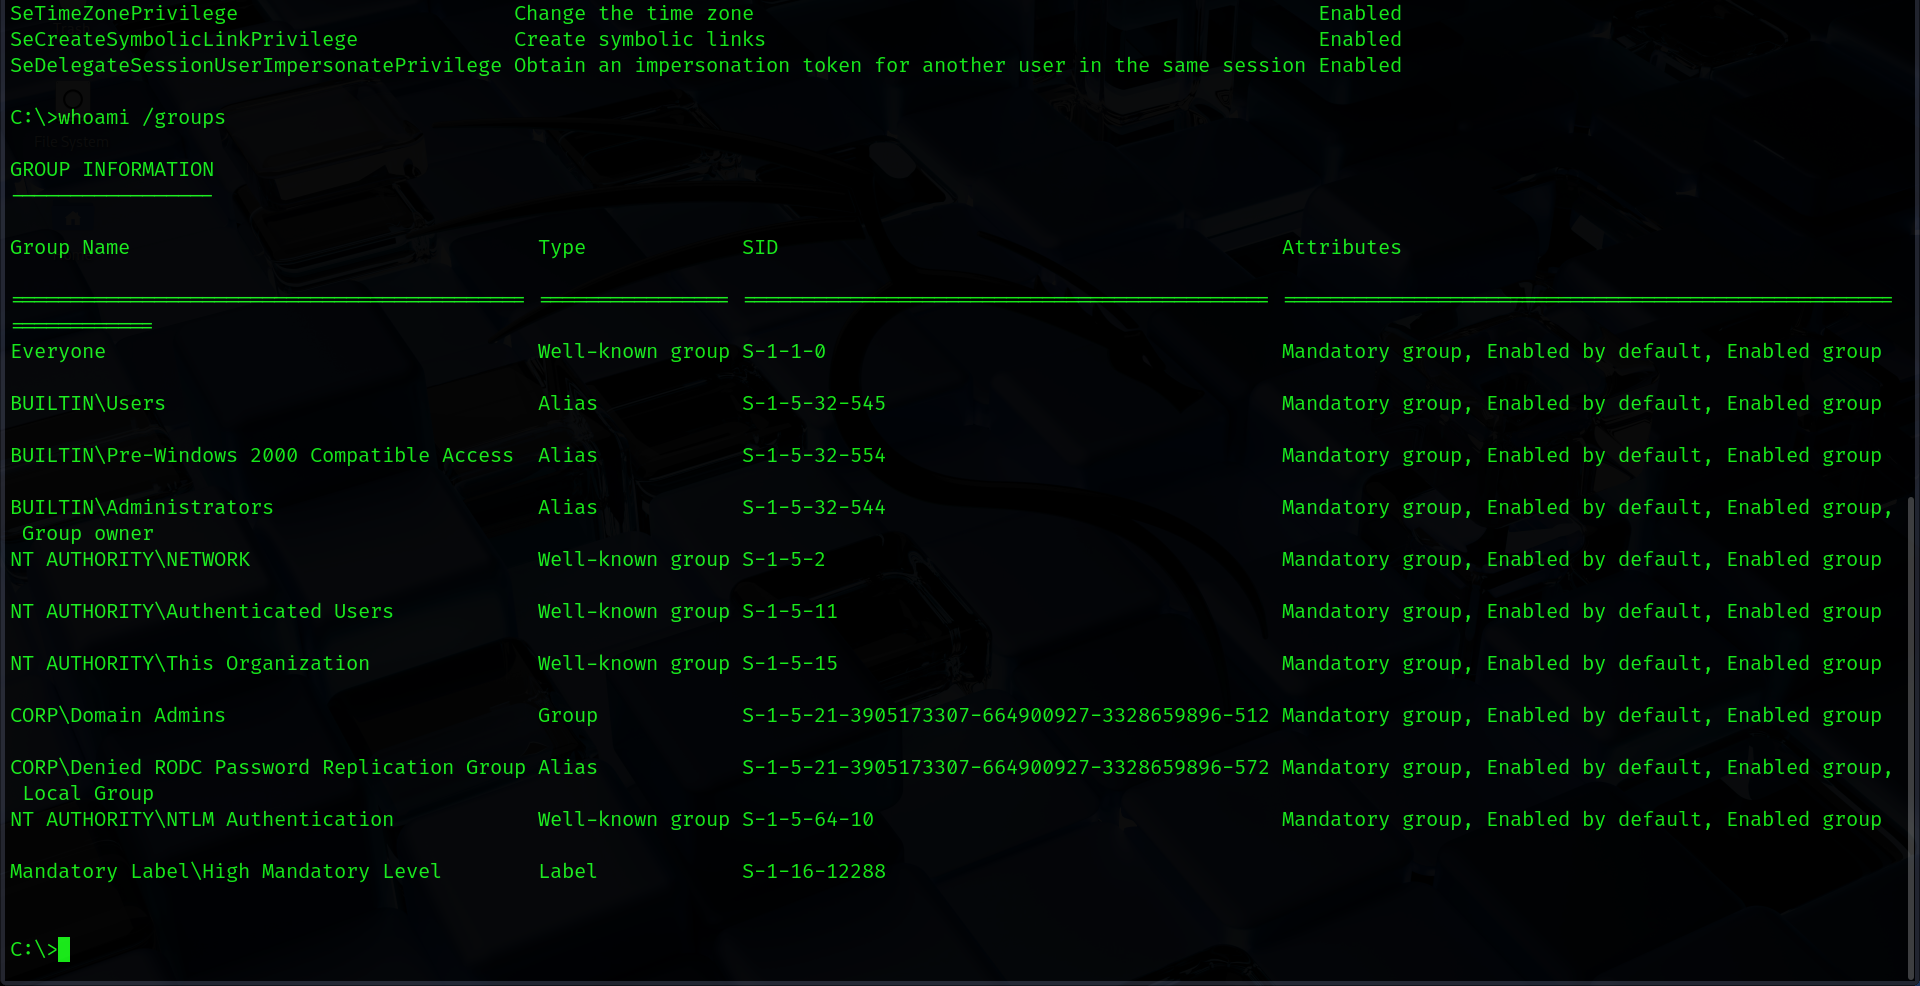 SeTimeZonePrivilege                       Change the time zone                                               Enabled
SeCreateSymbolicLinkPrivilege             Create symbolic links                                              Enabled
SeDelegateSessionUserImpersonatePrivilege Obtain an impersonation token for another user in the same session Enabled
C:\>whoami /groups
File System
GROUP INFORMATION
-----------------
Group Name                                  Type             SID                                          Attributes
=========================================== ================ ============================================ ===================================================
============
Everyone                                    Well-known group S-1-1-0                                      Mandatory group, Enabled by default, Enabled group
BUILTIN\Users                               Alias            S-1-5-32-545                                 Mandatory group, Enabled by default, Enabled group
BUILTIN\Pre-Windows 2000 Compatible Access  Alias            S-1-5-32-554                                 Mandatory group, Enabled by default, Enabled group
BUILTIN\Administrators                      Alias            S-1-5-32-544                                 Mandatory group, Enabled by default, Enabled group,
 Group owner
NT AUTHORITY\NETWORK                        Well-known group S-1-5-2                                      Mandatory group, Enabled by default, Enabled group
NT AUTHORITY\Authenticated Users            Well-known group S-1-5-11                                     Mandatory group, Enabled by default, Enabled group
NT AUTHORITY\This Organization              Well-known group S-1-5-15                                     Mandatory group, Enabled by default, Enabled group
CORP\Domain Admins                          Group            S-1-5-21-3905173307-664900927-3328659896-512 Mandatory group, Enabled by default, Enabled group
CORP\Denied RODC Password Replication Group Alias            S-1-5-21-3905173307-664900927-3328659896-572 Mandatory group, Enabled by default, Enabled group,
 Local Group
NT AUTHORITY\NTLM Authentication            Well-known group S-1-5-64-10                                  Mandatory group, Enabled by default, Enabled group
Mandatory Label\High Mandatory Level        Label            S-1-16-12288
C:\>